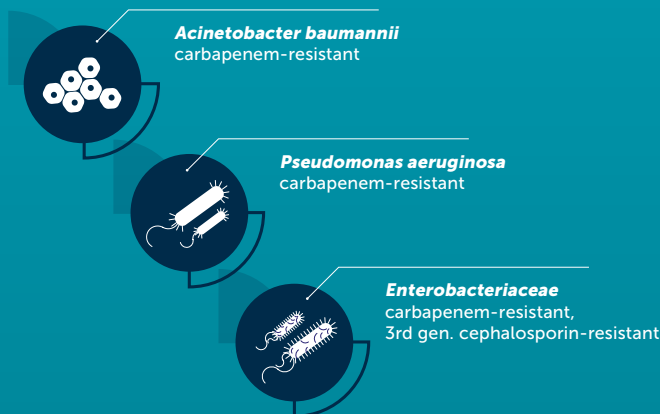 Acinetobacter baumannii
carbapenem-resistant
Pseudomonas aeruginosa
carbapenem-resistant
Enterobacteriaceae
carbapenem-resistant,
3rd gen. cephalosporin-resistant